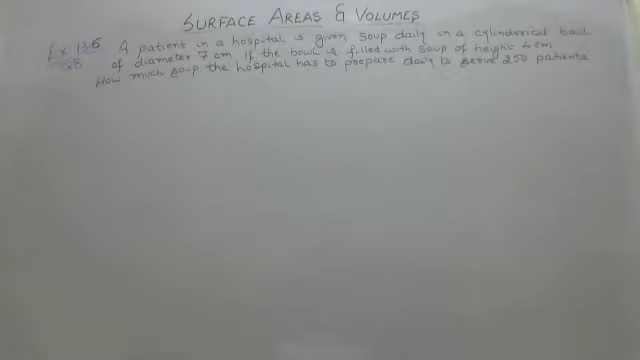 SURFACE AREAS & VOLUMES
Ex 13.6 A patient in a hospital is given soup daily in a cylindrical bowl
Q8 of diameter 7 cm if the bowl is filled with soup of height 4 cm
How much soup the hospital has to prepare daily to serve 250 patients